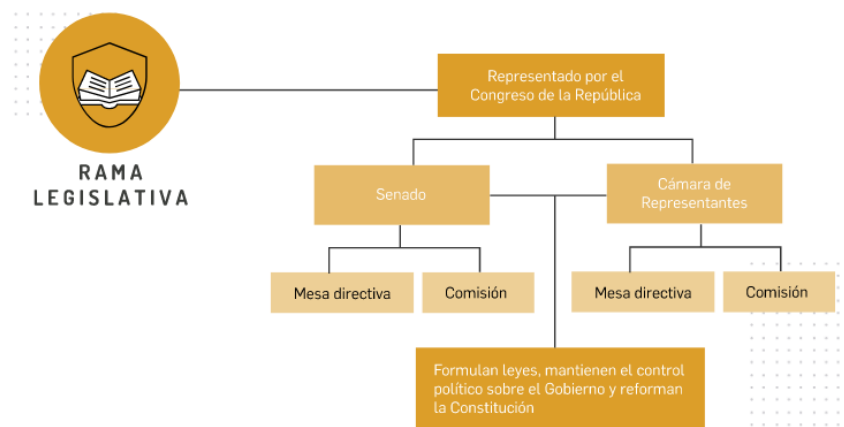 RAMA
LEGISLATIVA
Representado por el
Congreso de la República
Senado
Cámara de
Representantes
Mesa directiva
Comisión
Mesa directiva
Comisión
Formulan leyes, mantienen el control
político sobre el Gobierno y reforman
la Constitución